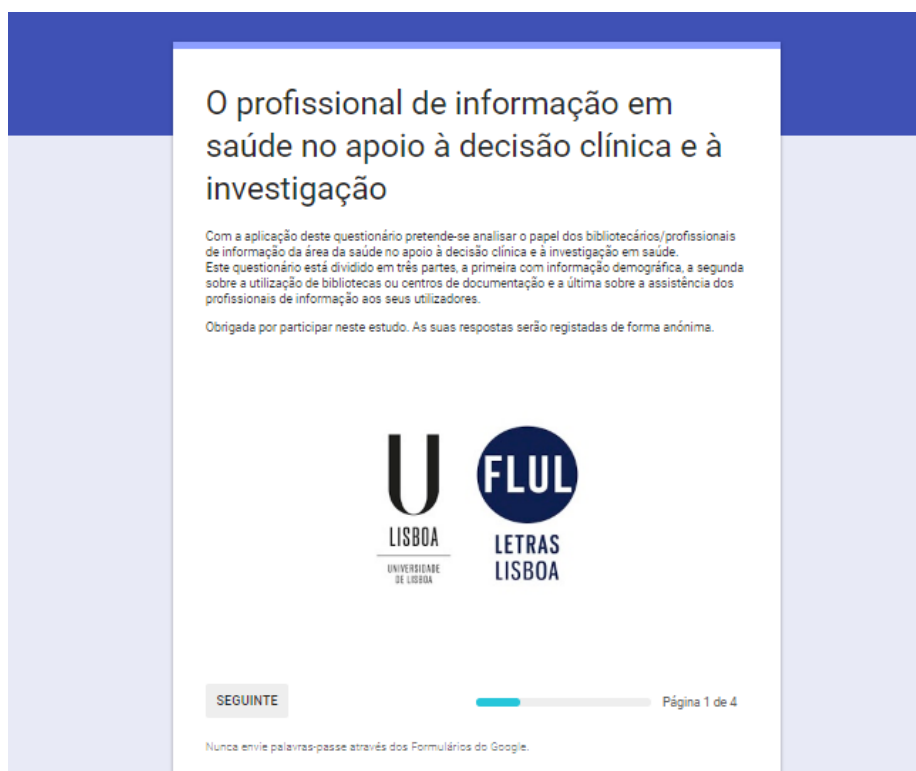 O profissional de informação em
saúde no apoio à decisão clínica e à
investigação
Com a aplicação deste questionário pretende-se analisar o papel dos bibliotecários/profissionais
de informação da área da saúde no apoio à decisão clínica e à investigação em saúde.
Este questionário está dividido em três partes, a primeira com informação demográfica, a segunda
sobre a utilização de bibliotecas ou centros de documentação e a última sobre a assistência dos
profissionais de informação aos seus utilizadores.
Obrigada por participar neste estudo. As suas respostas serão registadas de forma anónima.
U
LISBOA
UNIVERSIDADE
DE LISBOA
FLUL
LETRAS
LISBOA
SEGUINTE
Página 1 de 4
Nunca envie palavras-passe através dos Formulários do Google.